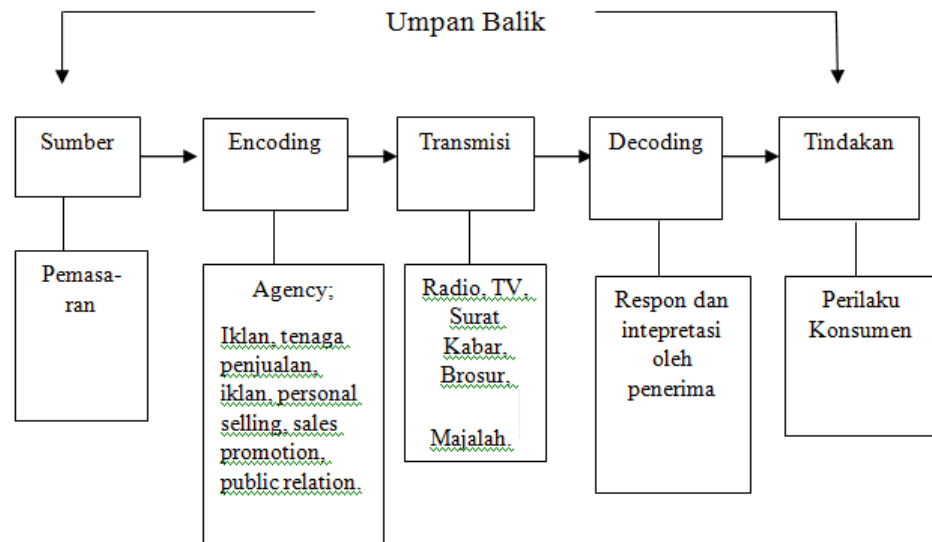 Umpan Balik
Sumber
Encoding
Transmisi
Decoding
Tindakan
Pemasa-
ran
Agency;
Iklan, tenaga
penjualan,
iklan, personal
selling, sales
promotion,
public relation.
Radio, TV,
Surat
Kabar,
Brosur,
Majalah.
Respon dan
intepretasi
oleh
penerima
Perilaku
Konsumen